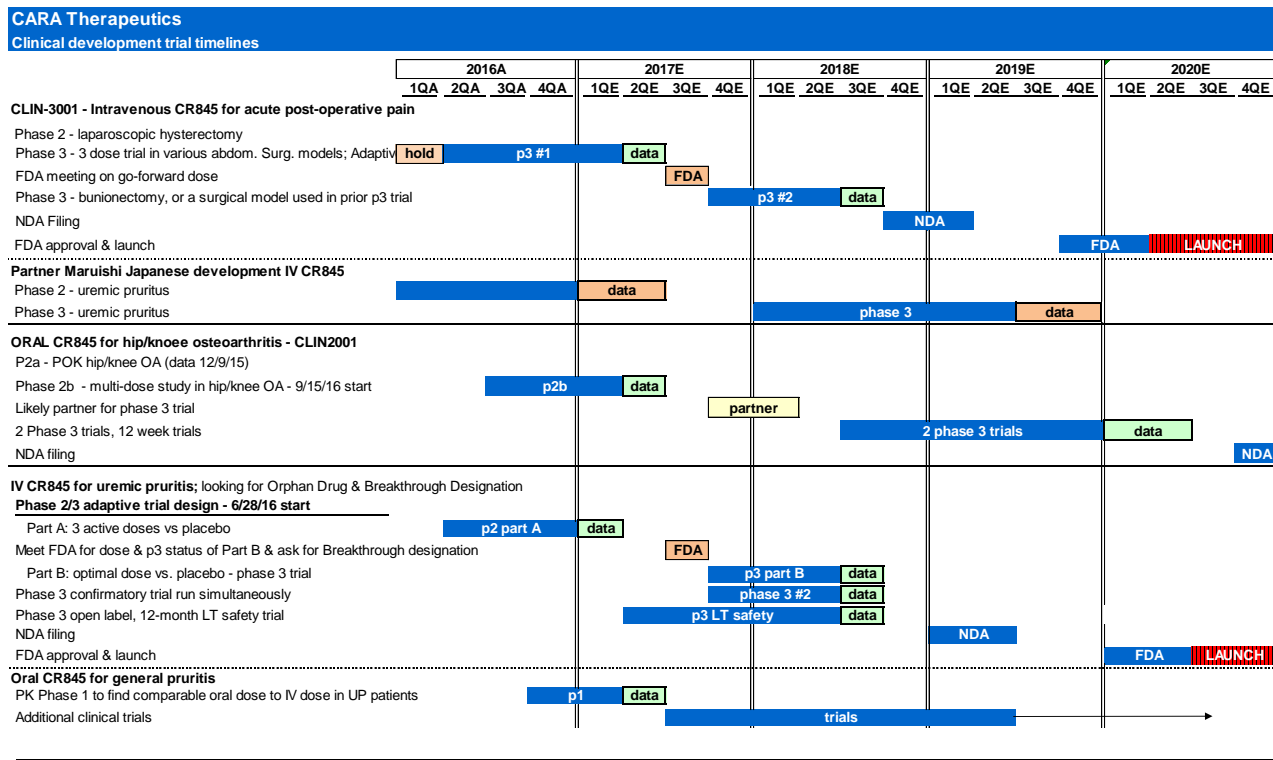 CARA Therapeutics
Clinical development trial timelines
2016A 2017E 2018E 2019E 2020E
1QA 2QA 3QA 4QA 1QE 2QE 3QE 4QE 1QE 2QE 3QE 4QE 1QE 2QE 3QE 4QE 1QE 2QE 3QE 4QE
CLIN-3001 - Intravenous CR845 for acute post-operative pain
Phase 2 - laparoscopic hysterectomy
Phase 3 - 3 dose trial in various abdom. Surg. models; Adaptiv hold p3 #1 data
FDA meeting on go-forward dose FDA
Phase 3 - bunionectomy, or a surgical model used in prior p3 trial p3 #2 data
NDA Filing NDA
FDA approval & launch FDA LAUNCH
Partner Maruishi Japanese development IV CR845
Phase 2 - uremic pruritus data
Phase 3 - uremic pruritus phase 3 data
ORAL CR845 for hip/knoee osteoarthritis - CLIN2001
P2a - POK hip/knee OA (data 12/9/15)
Phase 2b - multi-dose study in hip/knee OA - 9/15/16 start p2b data
Likely partner for phase 3 trial partner
2 Phase 3 trials, 12 week trials 2 phase 3 trials data
NDA filing NDA
IV CR845 for uremic pruritis; looking for Orphan Drug & Breakthrough Designation
Phase 2/3 adaptive trial design - 6/28/16 start
Part A: 3 active doses vs placebo p2 part A data
Meet FDA for dose & p3 status of Part B & ask for Breakthrough designation FDA
Part B: optimal dose vs. placebo - phase 3 trial p3 part B data
Phase 3 confirmatory trial run simultaneously phase 3 #2 data
Phase 3 open label, 12-month LT safety trial p3 LT safety data
NDA filing NDA
FDA approval & launch FDA LAUNCH
Oral CR845 for general pruritis
PK Phase 1 to find comparable oral dose to IV dose in UP patients p1 data
Additional clinical trials trials